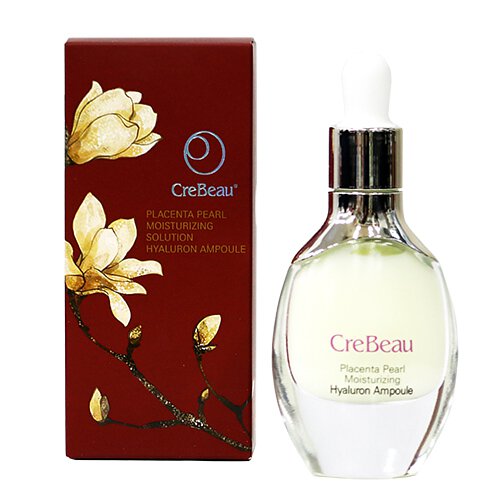 CreBeau®
PLACENTA PEARL
MOISTURIZING
SOLUTION
HYALURON AMPOULE
CreBeau
Placenta Pearl
Moisturizing
Hyaluron Ampoule